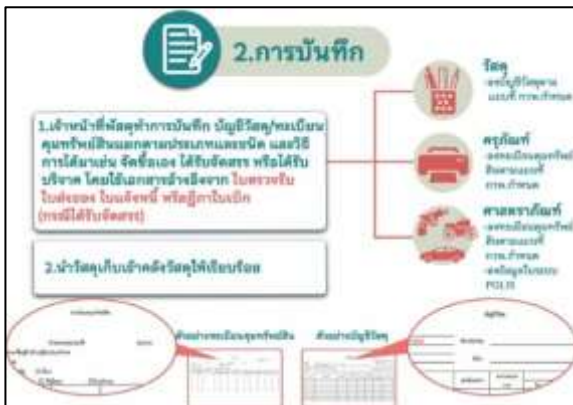 2.การบันทึก
1.เจ้าหน้าที่พัสดุทำการบันทึก บัญชีวัสดุ/ทะเบียน
คุมทรัพย์สินแยกตามประเภทและชนิด และวิธี
การได้มาเช่น จัดซื้อเอง ได้รับจัดสรร หรือได้รับ
บริจาค โดยใช้เอกสารอ้างอิงจาก ใบตรวจรับ
ใบส่งของ ใบแจ้งหนี้ หรือฎีกาใบเบิก
(กรณีได้รับจัดสรร)
2.นำวัสดุเก็บเข้าคลังวัสดุให้เรียบร้อย
วัสดุ
-ลงบัญชีวัสดุตาม
แบบที่ กวพ.กำหนด
ครุภัณฑ์
-ลงทะเบียนคุมทรัพย์
สินตามแบบที่
กวพ.กำหนด
ศาสตราภัณฑ์
-ลงทะเบียนคุมทรัพย์
สินตามแบบที่
กวพ.กำหนด
-ลงข้อมูลในระบบ
POLIS
ตัวอย่างทะเบียนคุมทรัพย์สิน
ตัวอย่างบัญชีวัสดุ
บัญชีวัสดุ